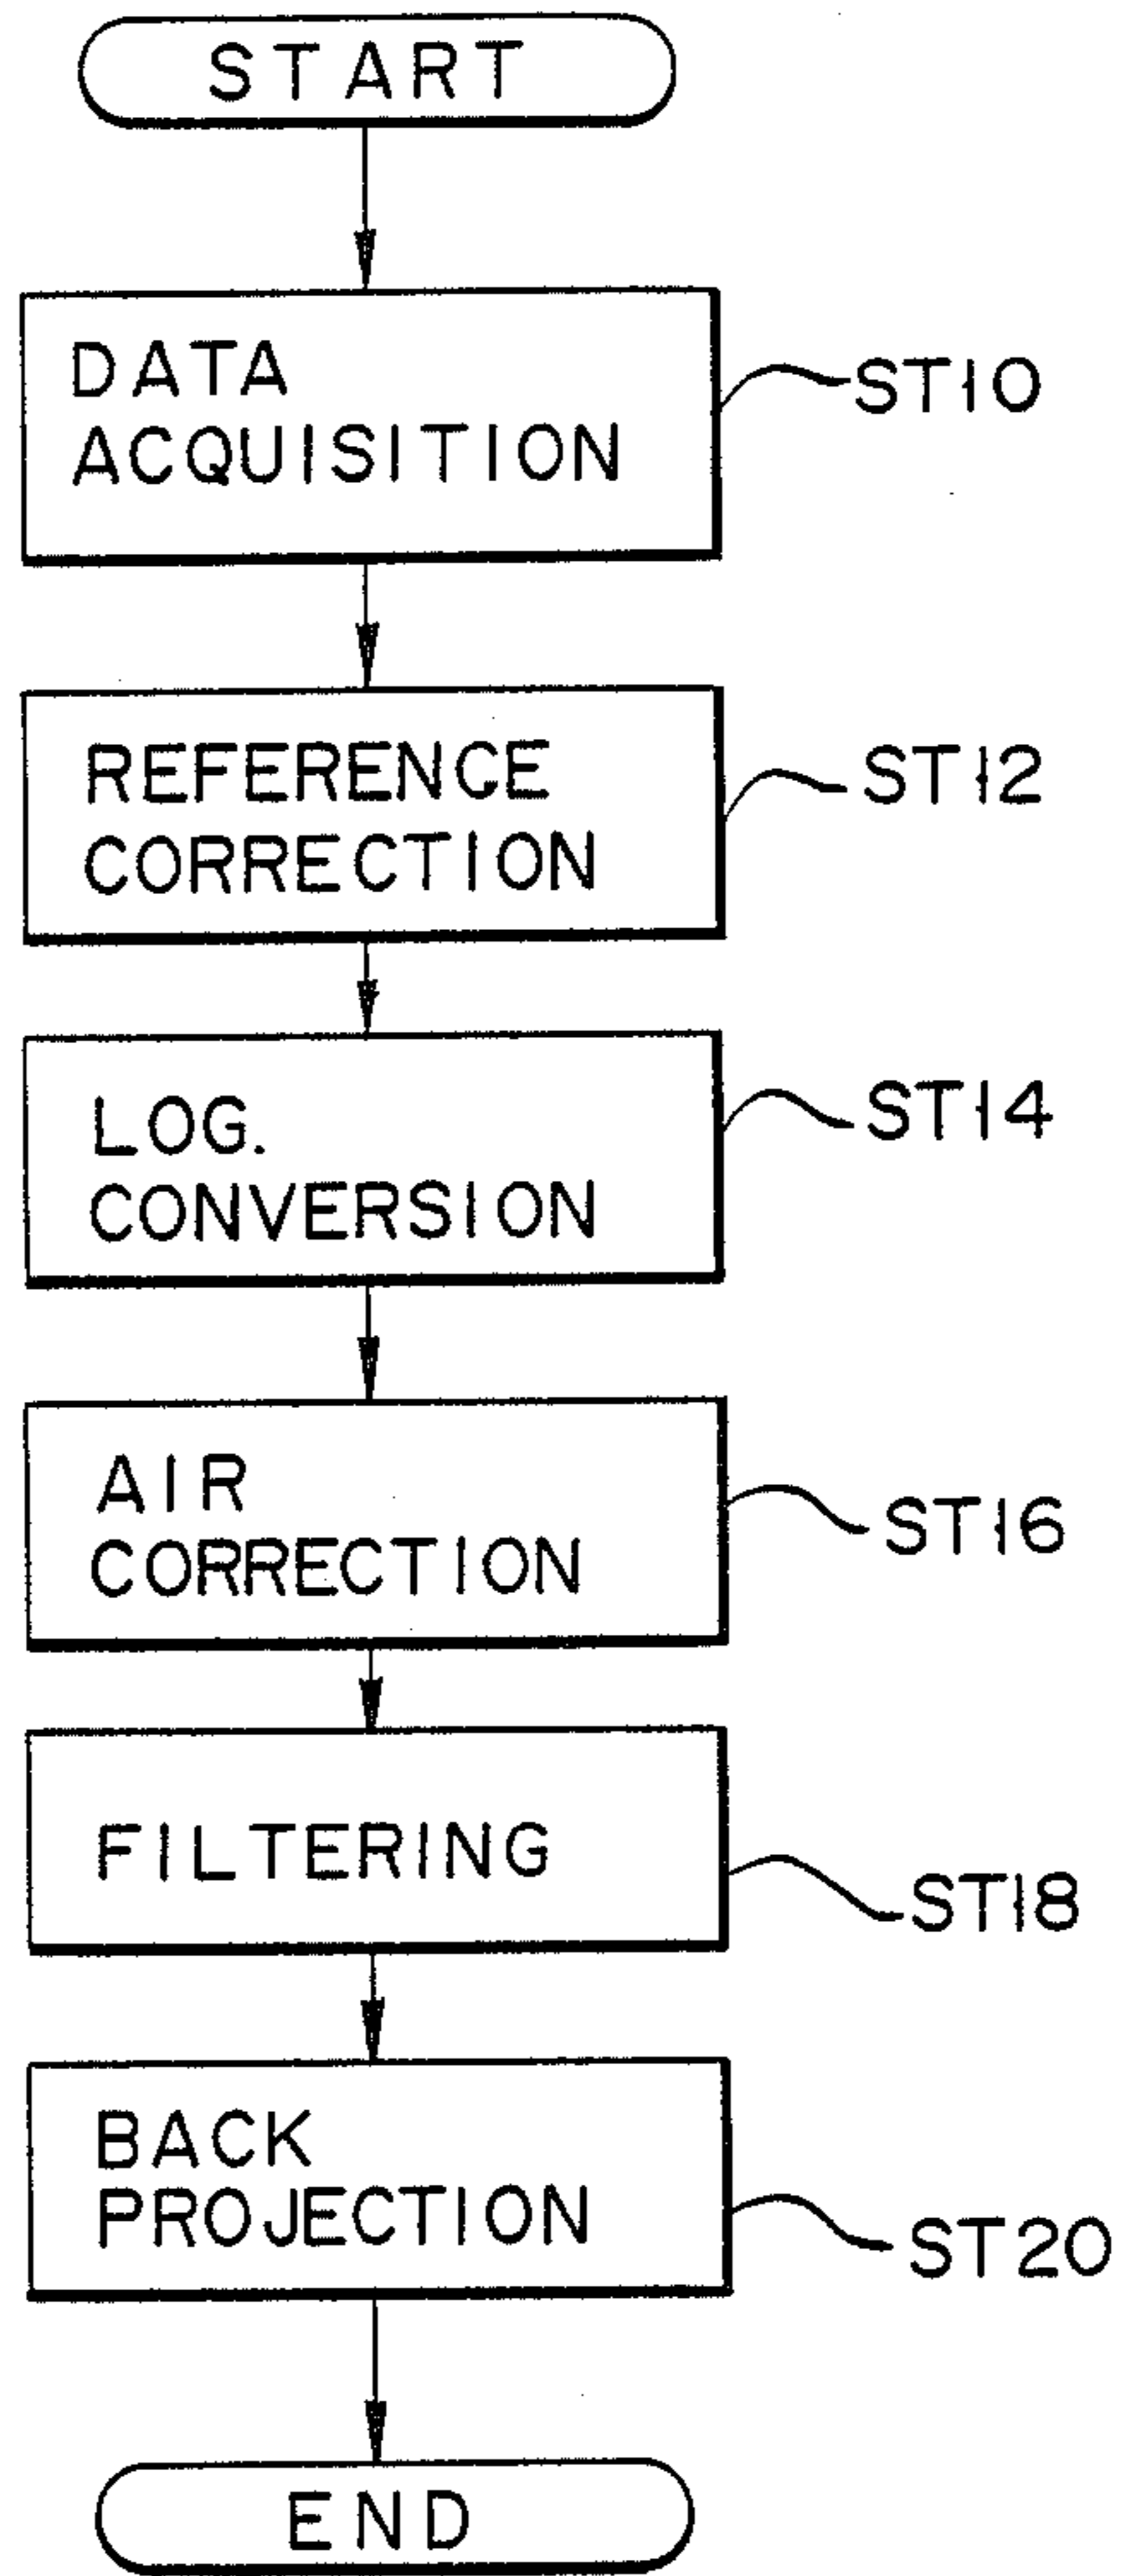 START
DATA
ACQUISITION
ST10
REFERENCE
CORRECTION
ST12
LOG.
CONVERSION
ST14
AIR
CORRECTION
ST16
FILTERING
ST18
BACK
PROJECTION
ST20
END